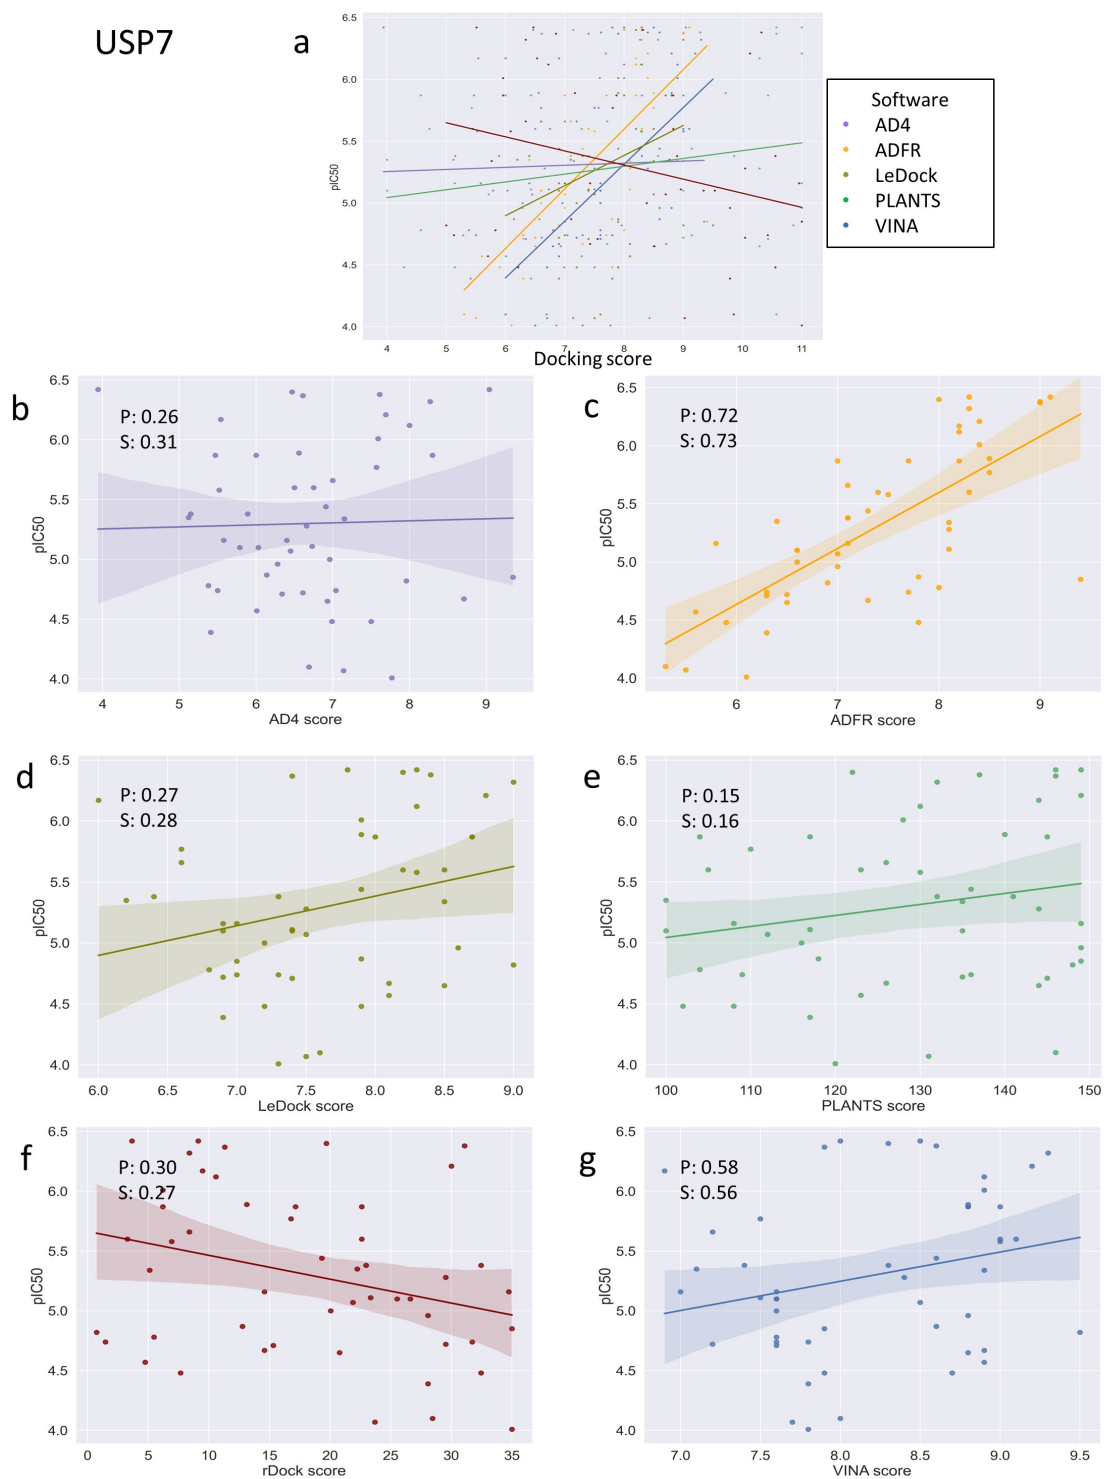 USP7
a
6.5
6.0
5.5
5.0
4.5
4.0
pIC50
4 5 6 7 8 9 10 11
Docking score
Software
AD4
ADFR
LeDock
PLANTS
VINA
b
P: 0.26
S: 0.31
6.5
6.0
5.5
5.0
4.5
4.0
pIC50
4 5 6 7 8 9
AD4 score
c
P: 0.72
S: 0.73
6.5
6.0
5.5
5.0
4.5
4.0
pIC50
6 7 8 9
ADFR score
d
P: 0.27
S: 0.28
6.5
6.0
5.5
5.0
4.5
4.0
pIC50
6.0 6.5 7.0 7.5 8.0 8.5 9.0
LeDock score
e
P: 0.15
S: 0.16
6.5
6.0
5.5
5.0
4.5
4.0
pIC50
100 110 120 130 140 150
PLANTS score
f
P: 0.30
S: 0.27
6.5
6.0
5.5
5.0
4.5
4.0
pIC50
0 5 10 15 20 25 30 35
rDock score
g
P: 0.58
S: 0.56
6.5
6.0
5.5
5.0
4.5
4.0
pIC50
7.0 7.5 8.0 8.5 9.0 9.5
VINA score